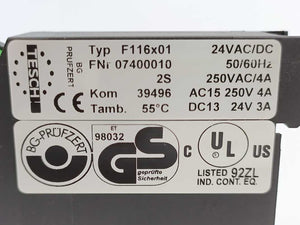 TESCH
BG
PRÜFZERT
Typ F116x01 24VAC/DC
FNr 07400010 50/60Hz
2S 250VAC/4A
Kom 39496 AC15 250V 4A
Tamb. 55°C DC13 24V 3A
BG-PRÜFZERT
ET
98032
GS
geprüfte
Sicherheit
C UL US
LISTED 92ZL
IND. CONT. EQ.